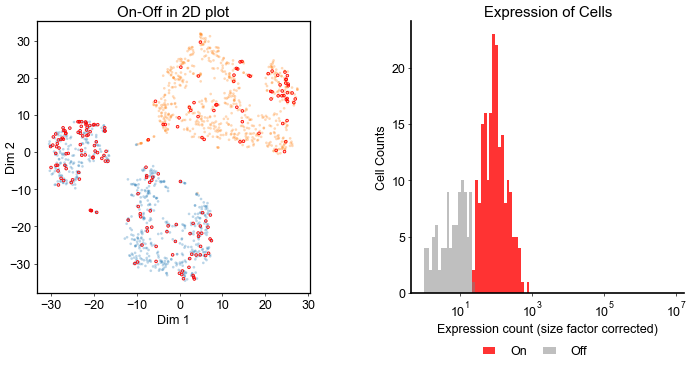 On-Off in 2D plot
30
20
10
0
−10
−20
−30
Dim 2
−30 −20 −10 0 10 20 30
Dim 1
Expression of Cells
20
15
10
5
0
Cell Counts
10^1 10^3 10^5 10^7
Expression count (size factor corrected)
On Off